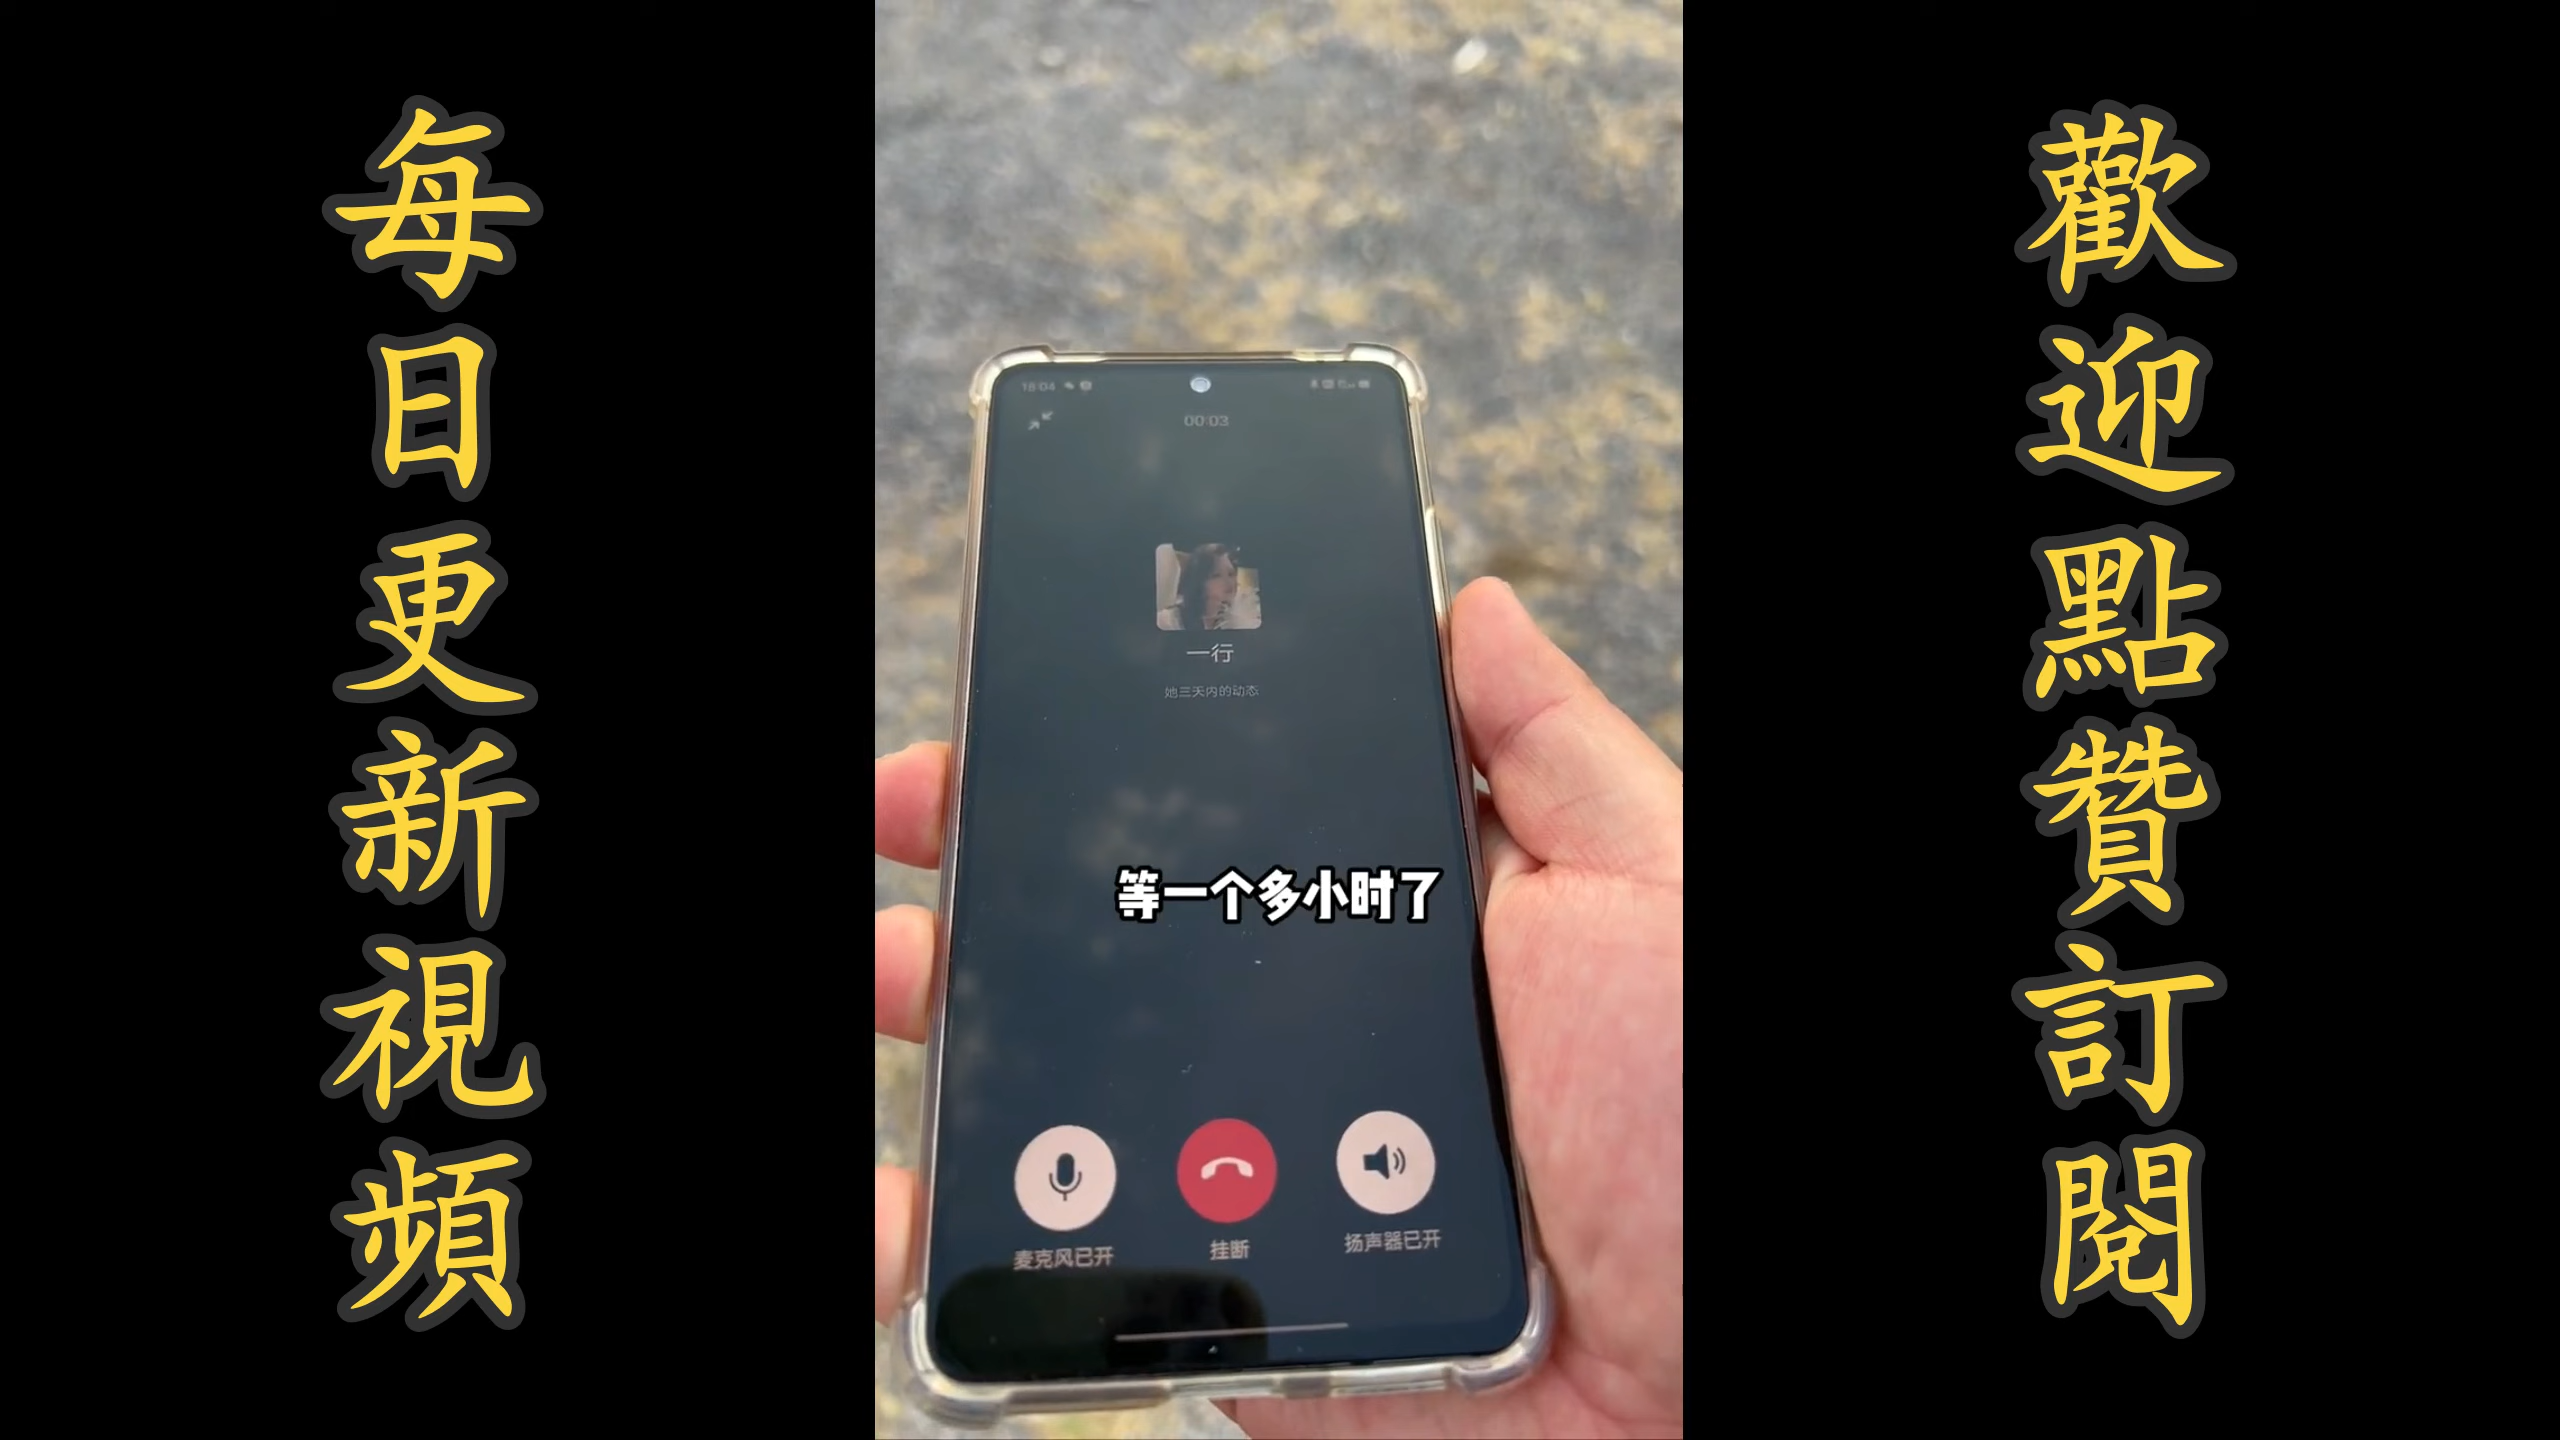 每日更新視頻
18:04
00:03
一行
她三天内的动态
等一个多小时了
麦克风已开
挂断
扬声器已开
歡迎點贊訂閱